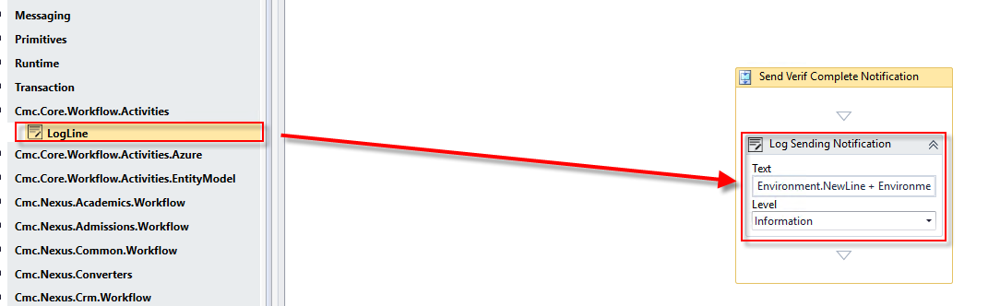 Messaging
Primitives
Runtime
Transaction
Cmc.Core.Workflow.Activities
LogLine
Cmc.Core.Workflow.Activities.Azure
Cmc.Core.Workflow.Activities.EntityModel
Cmc.Nexus.Academics.Workflow
Cmc.Nexus.Admissions.Workflow
Cmc.Nexus.Common.Workflow
Cmc.Nexus.Converters
Cmc.Nexus.Crm.Workflow
Send Verif Complete Notification
Log Sending Notification
Text
Environment.NewLine + Environme
Level
Information